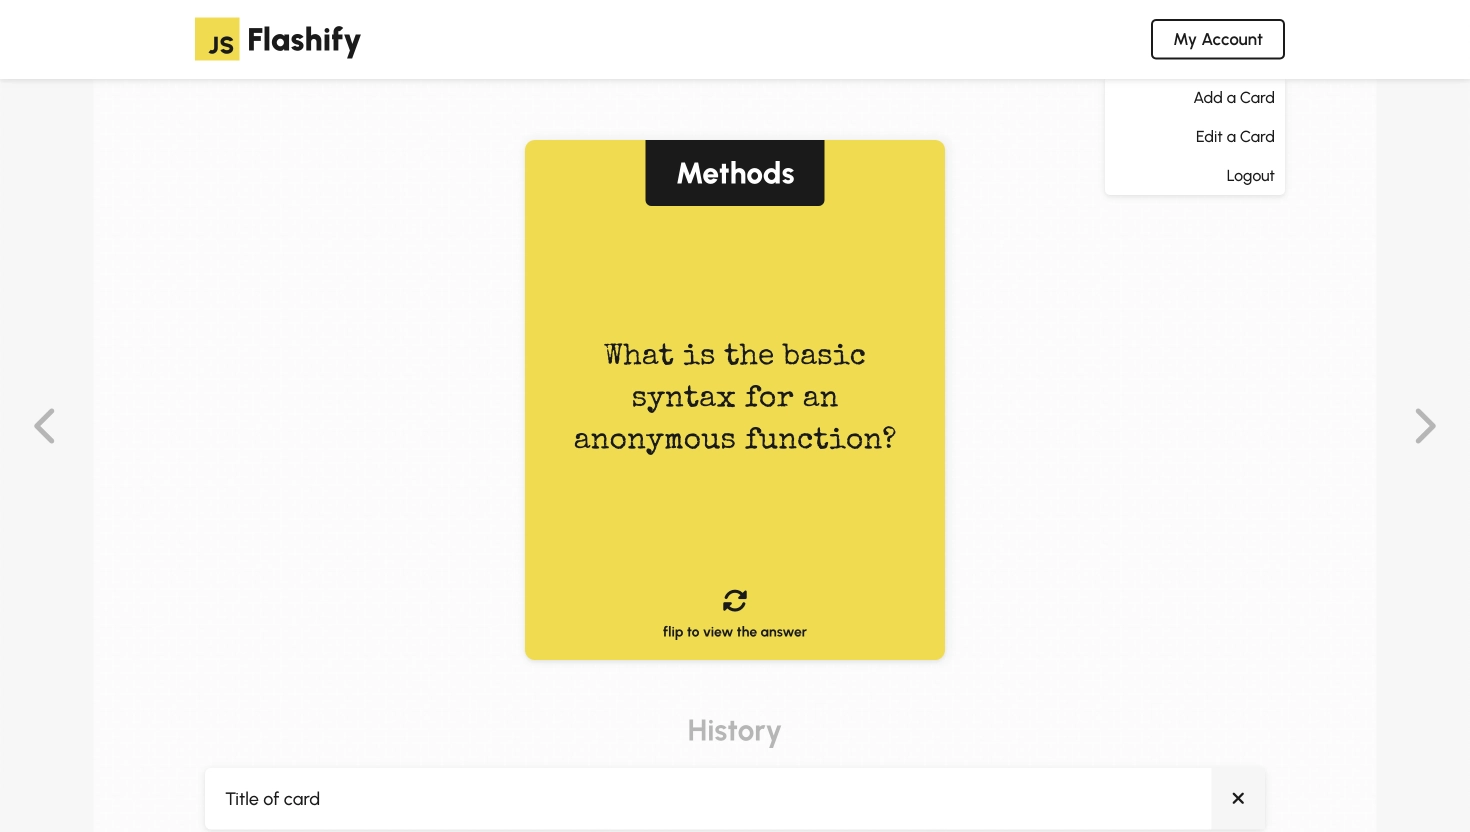 JS Flashify
My Account
Add a Card
Edit a Card
Logout
Methods
What is the basic
syntax for an
anonymous function?
flip to view the answer
History
Title of card